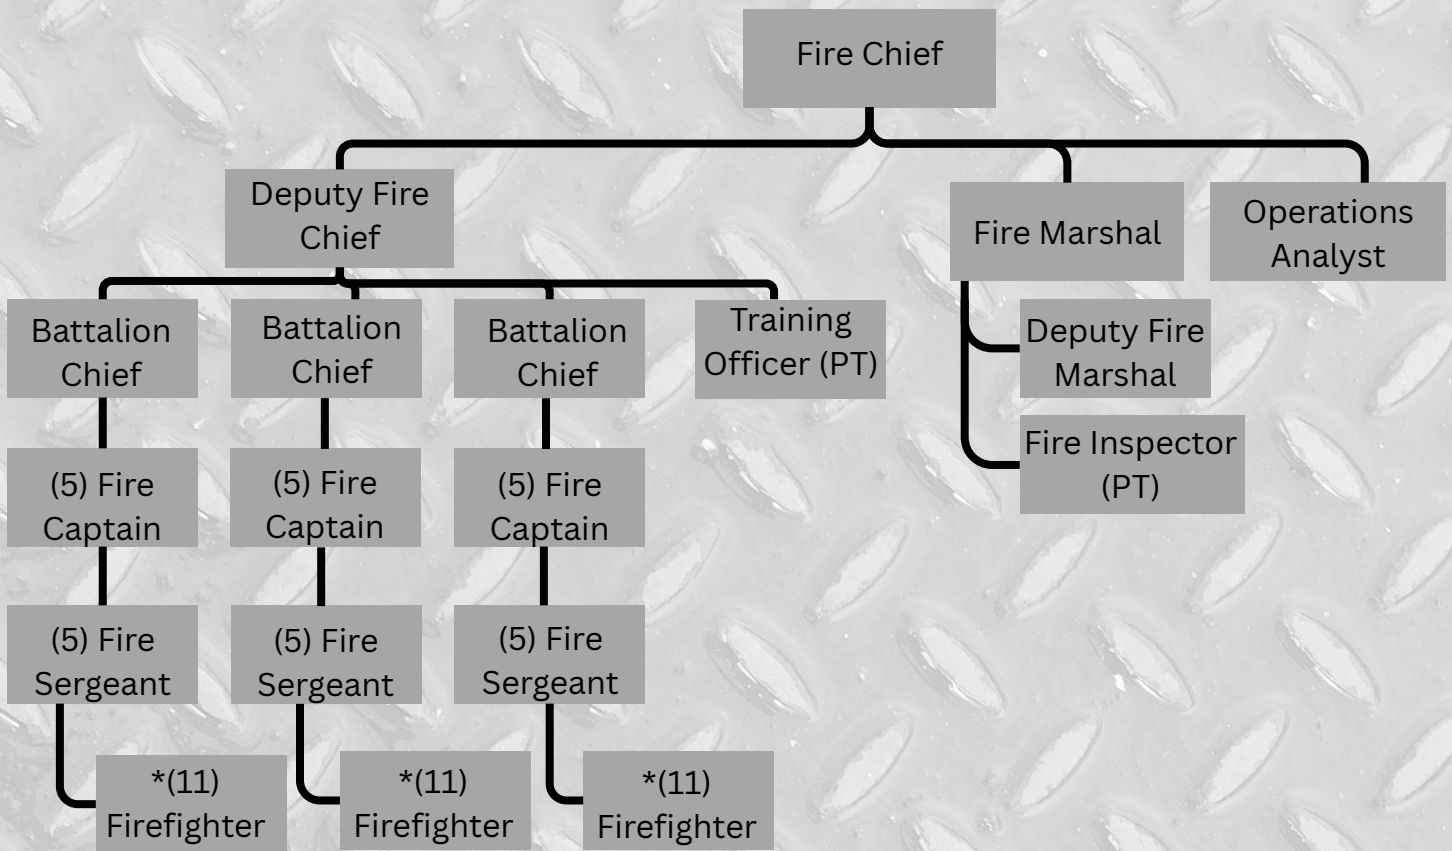 Fire Chief
Deputy Fire
Chief
Fire Marshal
Operations
Analyst
Battalion
Chief
Battalion
Chief
Battalion
Chief
Training
Officer (PT)
Deputy Fire
Marshal
Fire Inspector
(PT)
(5) Fire
Captain
(5) Fire
Captain
(5) Fire
Captain
(5) Fire
Sergeant
(5) Fire
Sergeant
(5) Fire
Sergeant
*(11)
Firefighter
*(11)
Firefighter
*(11)
Firefighter